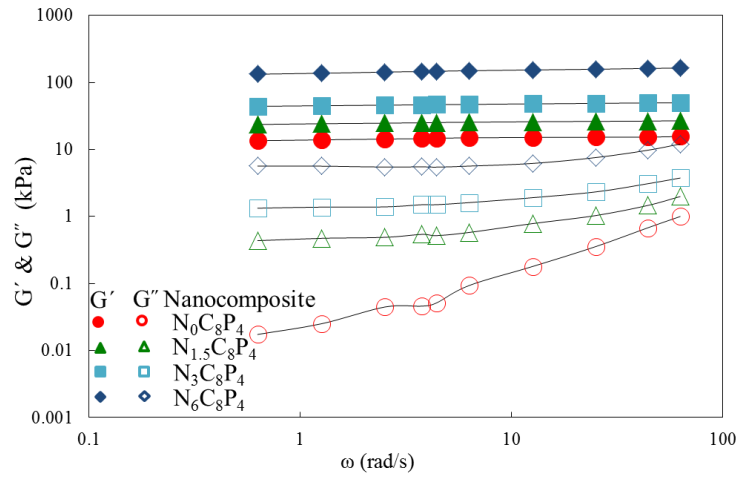 1000
100
10
1
0.1
0.01
0.001
G′ & G″ (kPa)
G′ G″ Nanocomposite
N₀C₈P₄
N₁.₅C₈P₄
N₃C₈P₄
N₆C₈P₄
0.1 1 10 100
ω (rad/s)